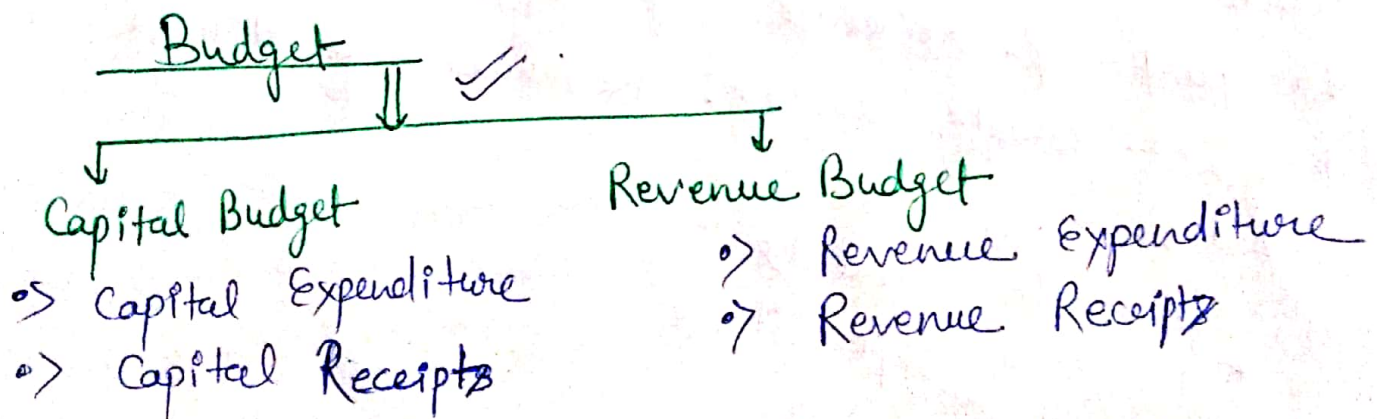 Budget
Capital Budget
• > Capital Expenditure
• > Capital Receipts
Revenue Budget
• > Revenue Expenditure
• > Revenue Receipts